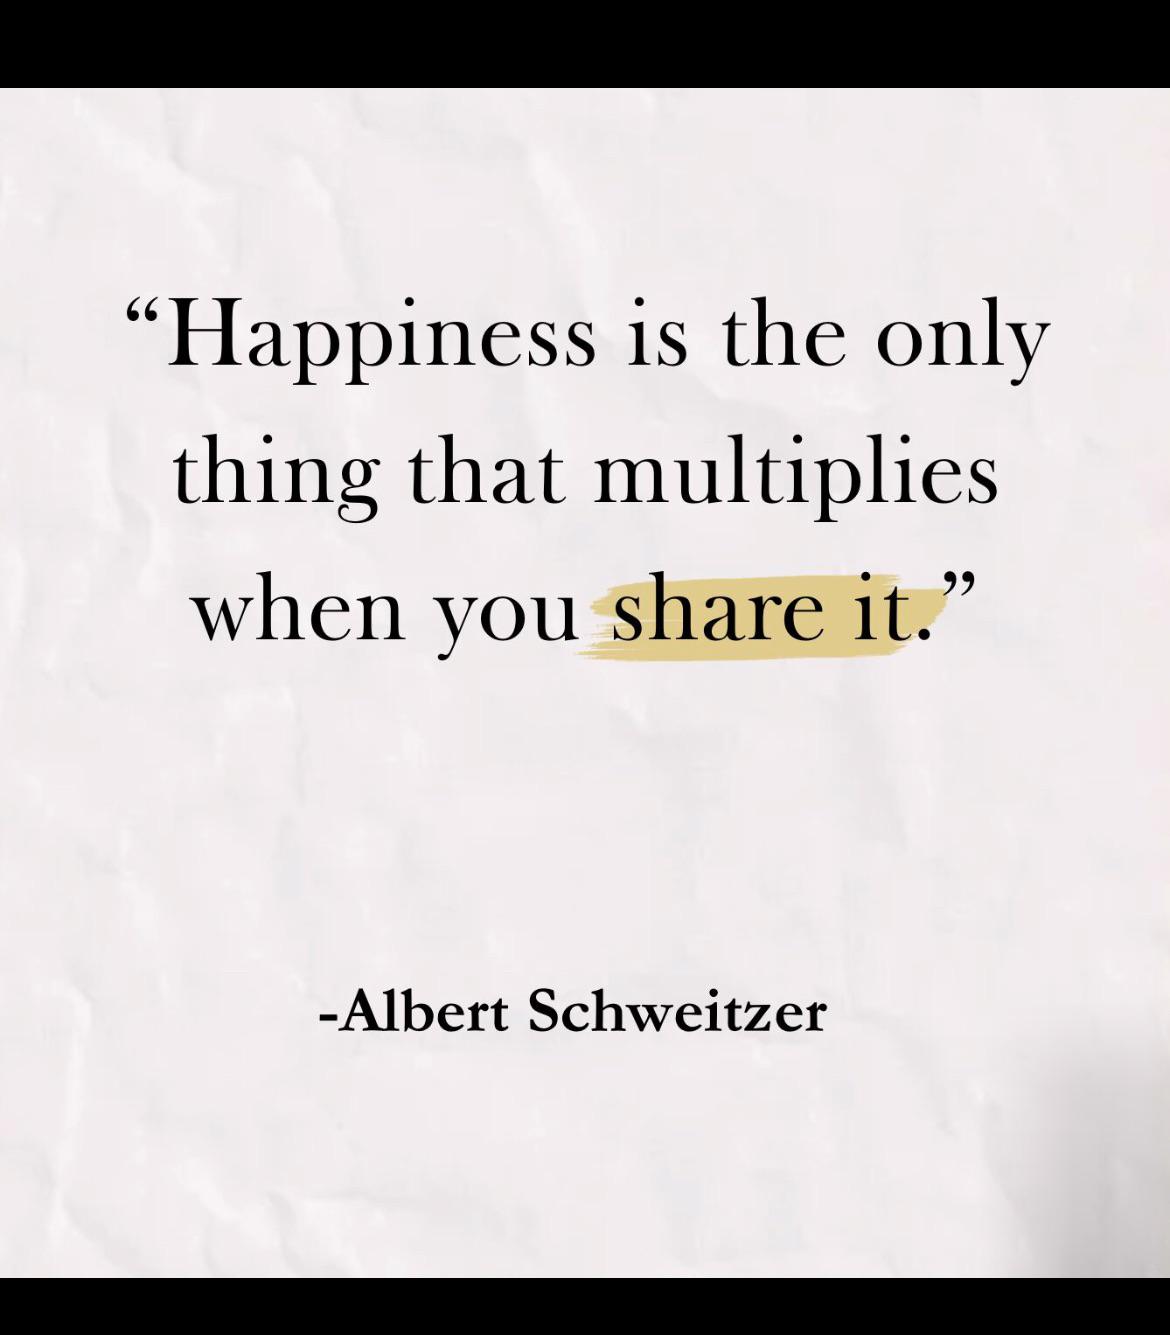 “Happiness is the only
thing that multiplies
when you share it.”
-Albert Schweitzer